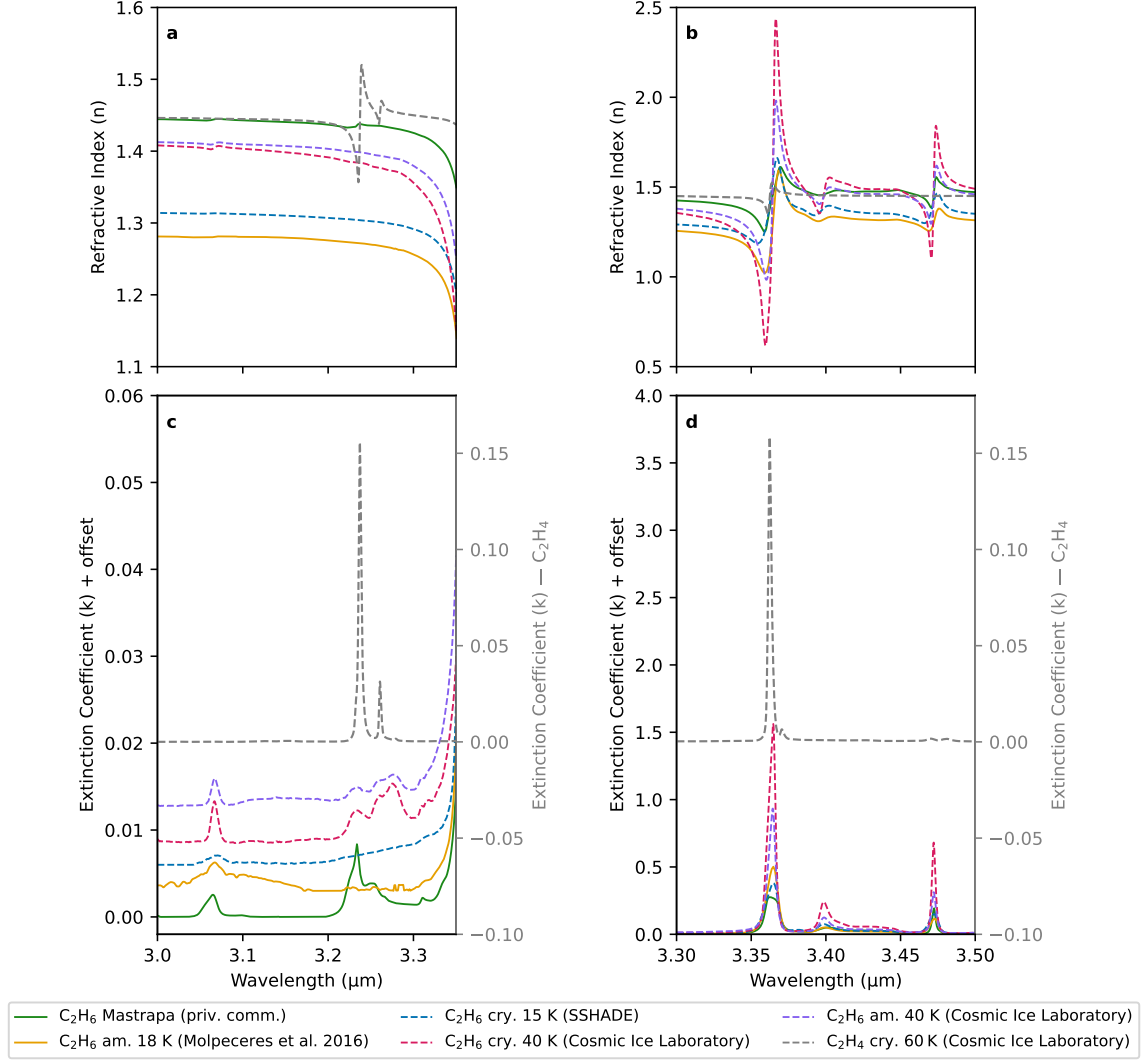 a
1.6
1.5
1.4
1.3
1.2
1.1
Refractive Index (n)
b
2.5
2.0
1.5
1.0
0.5
Refractive Index (n)
c
0.06
0.05
0.04
0.03
0.02
0.01
0.00
Extinction Coefficient (k) + offset
0.15
0.10
0.05
0.00
−0.05
−0.10
Extinction Coefficient (k) — C₂H₄
3.0
3.1
3.2
3.3
Wavelength (μm)
d
4.0
3.5
3.0
2.5
2.0
1.5
1.0
0.5
0.0
Extinction Coefficient (k) + offset
0.15
0.10
0.05
0.00
−0.05
−0.10
Extinction Coefficient (k) — C₂H₄
3.30
3.35
3.40
3.45
3.50
Wavelength (μm)
C₂H₆ Mastrapa (priv. comm.)
C₂H₆ am. 18 K (Molpeceres et al. 2016)
C₂H₆ cry. 15 K (SSHADE)
C₂H₆ cry. 40 K (Cosmic Ice Laboratory)
C₂H₆ am. 40 K (Cosmic Ice Laboratory)
C₂H₄ cry. 60 K (Cosmic Ice Laboratory)